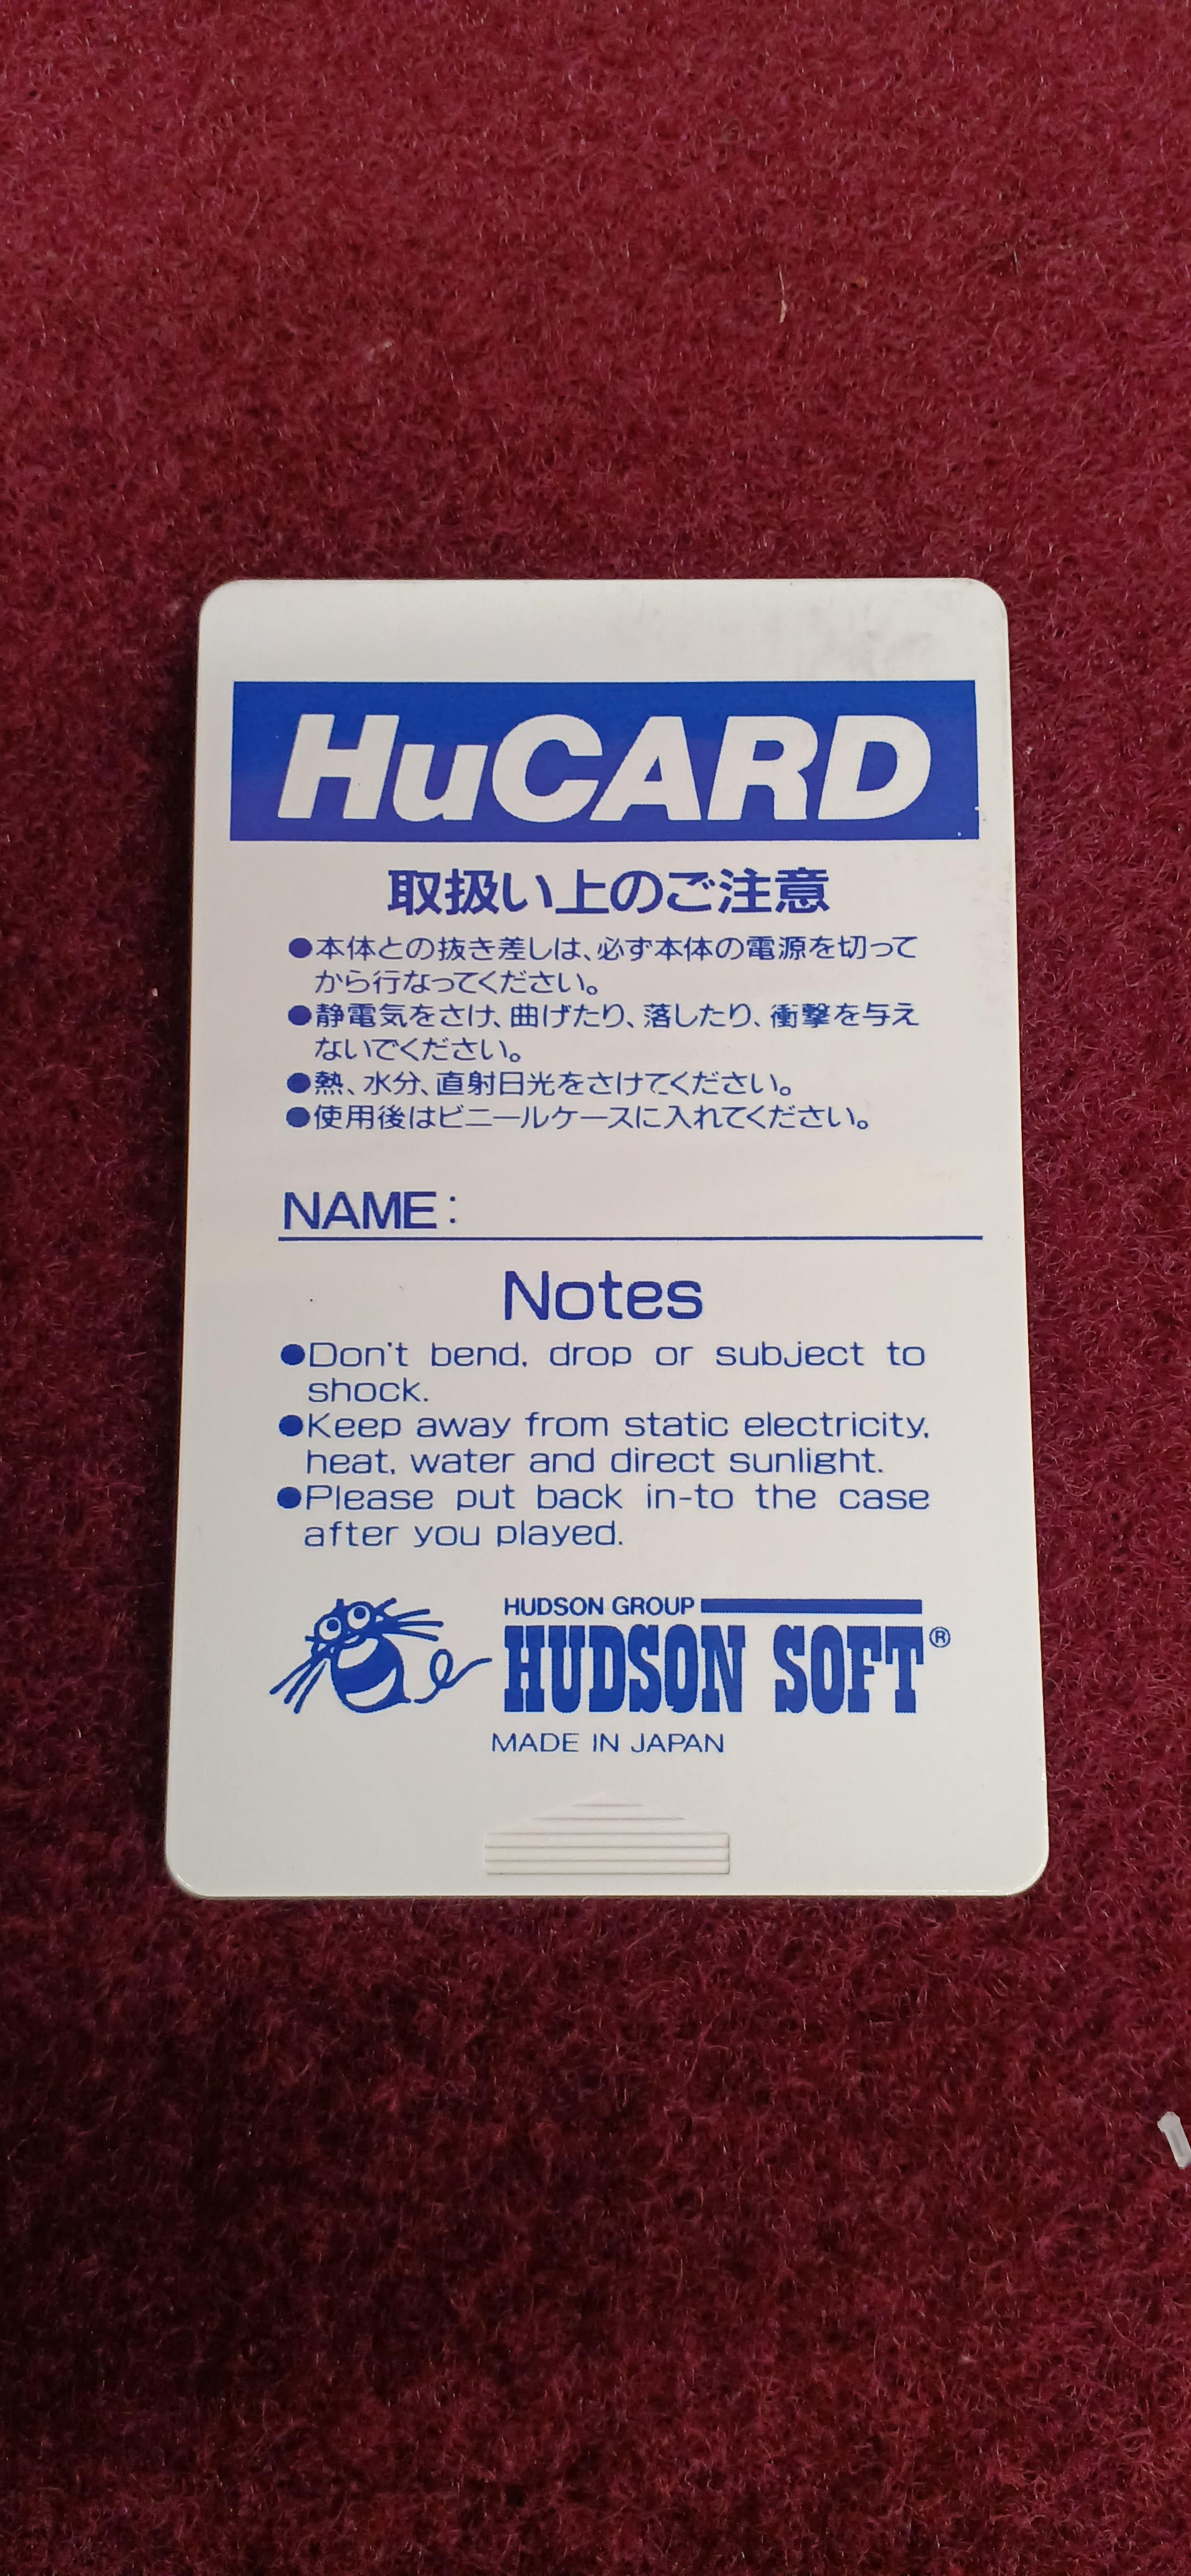 HuCARD
取扱い上のご注意
●本体との抜き差しは、必ず本体の電源を切って
から行なってください。
●静電気をさけ、曲げたり、落したり、衝撃を与え
ないでください。
●熱、水分、直射日光をさけてください。
●使用後はビニールケースに入れてください。
NAME:
Notes
●Don't bend, drop or subject to
shock.
●Keep away from static electricity,
heat, water and direct sunlight.
●Please put back in-to the case
after you played.
HUDSON GROUP
HUDSON SOFT®
MADE IN JAPAN